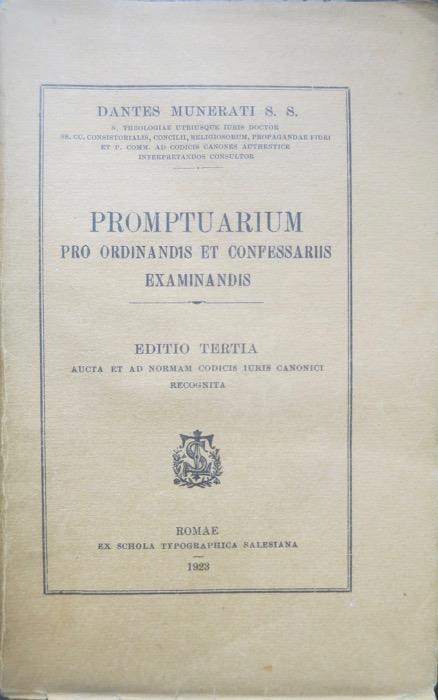 DANTES MUNERATI S. S.
S. THEOLOGIAE UTRIUSQUE IURIS DOCTOR
SS. CC. CONSISTORIALIS, CONCILII, RELIGIOSORUM, PROPAGANDAE FIDEI
ET P. COMM. AD CODICIS CANONES AUTHENTICE
INTERPRETANDOS CONSULTOR
PROMPTUARIUM
PRO ORDINANDIS ET CONFESSARIIS
EXAMINANDIS
EDITIO TERTIA
AUCTA ET AD NORMAM CODICIS IURIS CANONICI
RECOGNITA
ROMAE
EX SCHOLA TYPOGRAPHICA SALESIANA
1923